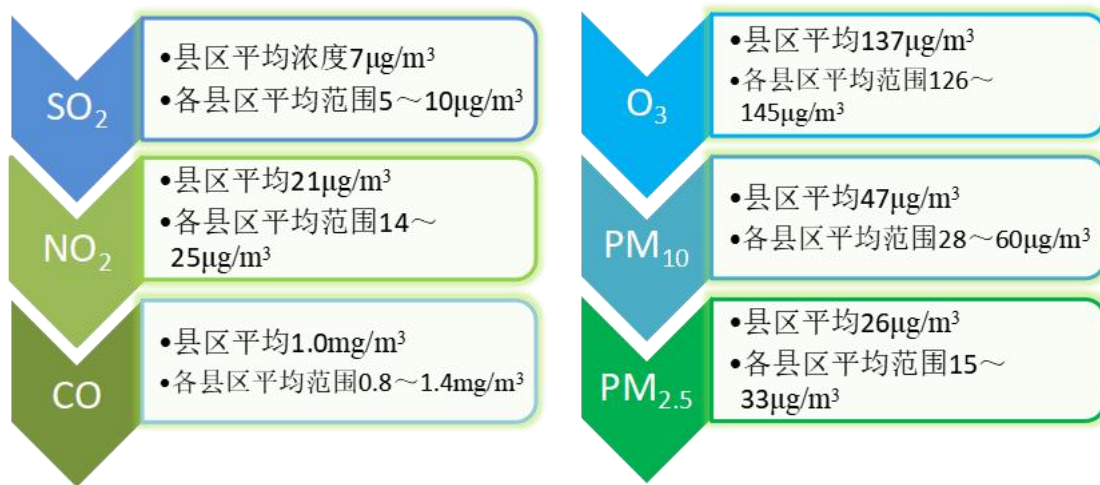 SO₂
•县区平均浓度7μg/m³
•各县区平均范围5～10μg/m³
NO₂
•县区平均21μg/m³
•各县区平均范围14～
25μg/m³
CO
•县区平均1.0mg/m³
•各县区平均范围0.8～1.4mg/m³
O₃
•县区平均137μg/m³
•各县区平均范围126～
145μg/m³
PM₁₀
•县区平均47μg/m³
•各县区平均范围28～60μg/m³
PM₂.₅
•县区平均26μg/m³
•各县区平均范围15～
33μg/m³